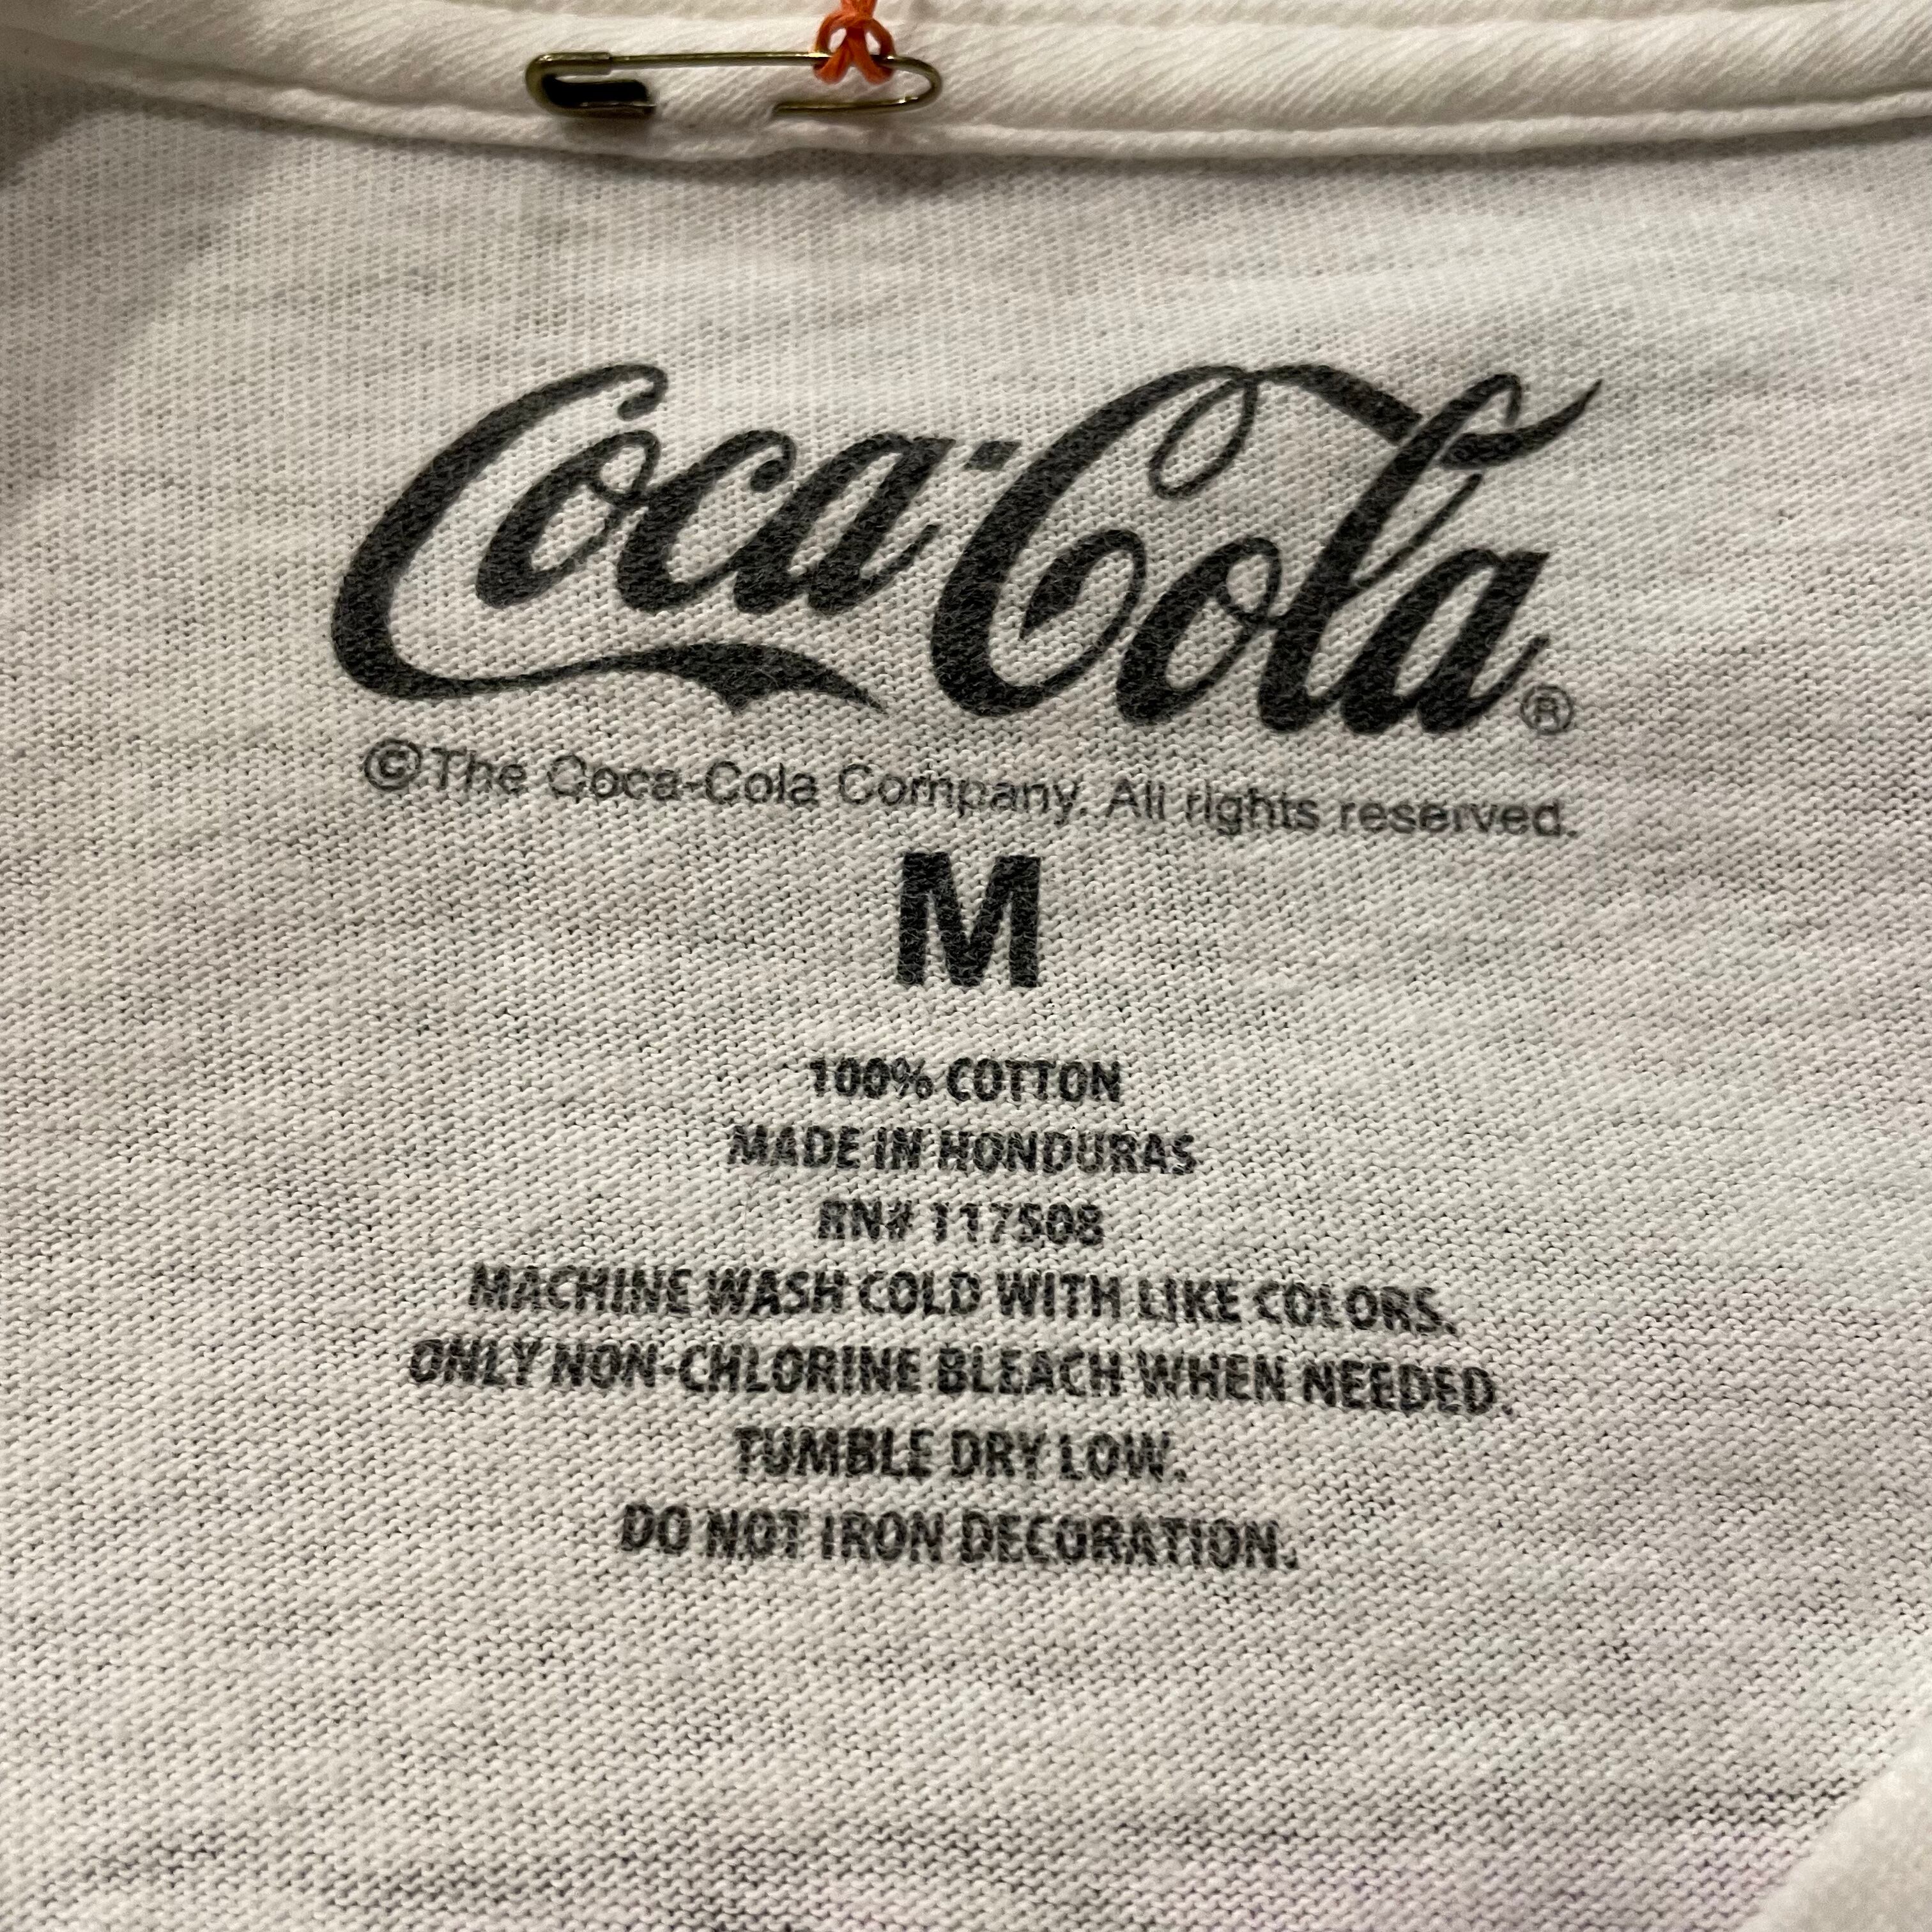 Coca-Cola®
©The Coca-Cola Company. All rights reserved.
M
100% COTTON
MADE IN HONDURAS
RN# 117508
MACHINE WASH COLD WITH LIKE COLORS.
ONLY NON-CHLORINE BLEACH WHEN NEEDED.
TUMBLE DRY LOW.
DO NOT IRON DECORATION.